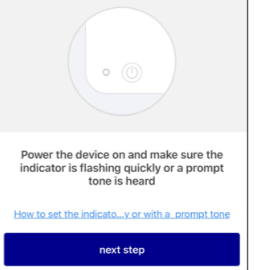 Power the device on and make sure the
indicator is flashing quickly or a prompt
tone is heard
How to set the indicato...y or with a prompt tone
next step